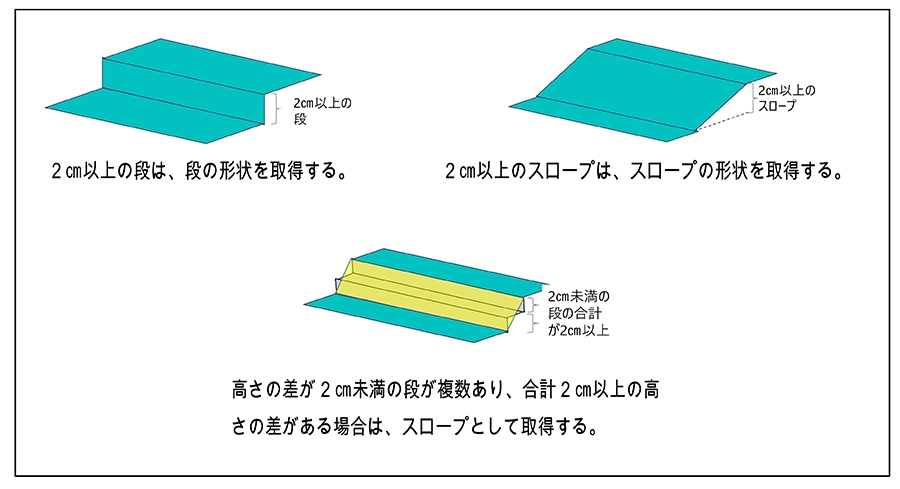 2cm以上の
段
2㎝以上の段は、段の形状を取得する。
2cm以上の
スロープ
2㎝以上のスロープは、スロープの形状を取得する。
2cm未満の
段の合計
が2cm以上
高さの差が2㎝未満の段が複数あり、合計2㎝以上の高
さの差がある場合は、スロープとして取得する。